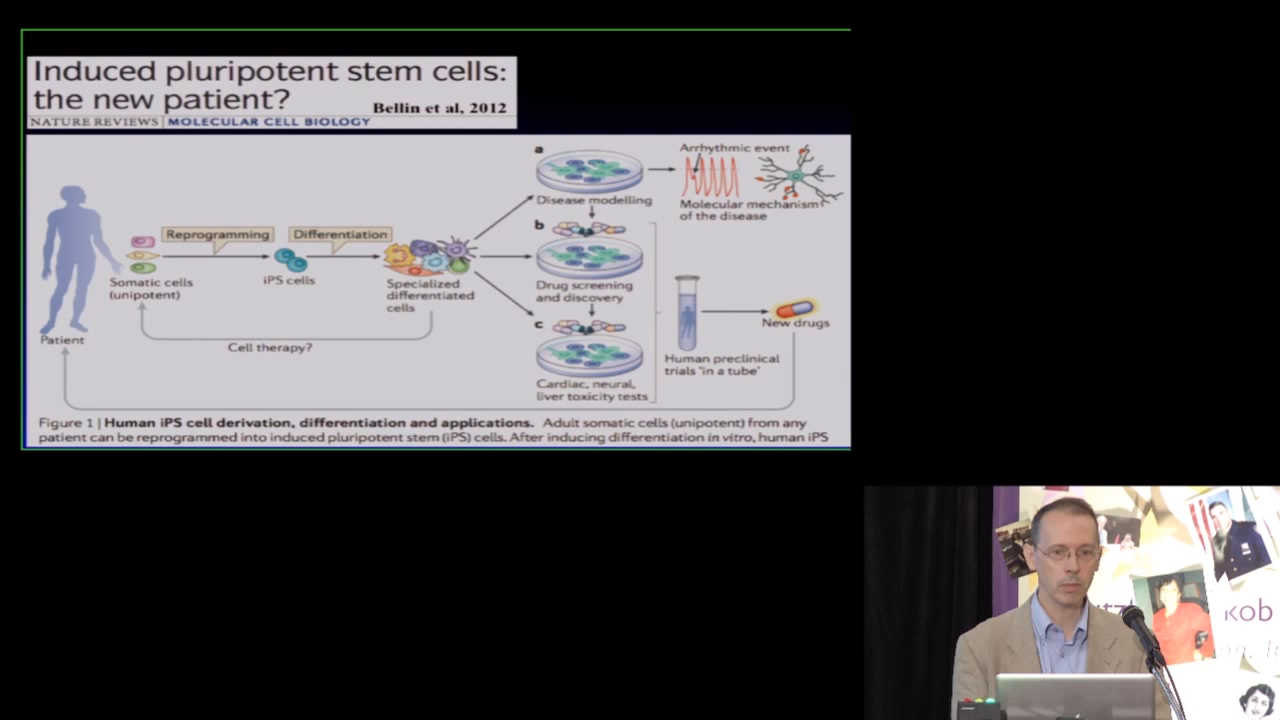 Induced pluripotent stem cells:
the new patient?
Bellin et al, 2012
NATURE REVIEWS | MOLECULAR CELL BIOLOGY
Patient
Somatic cells
(unipotent)
Reprogramming
iPS cells
Differentiation
Specialized
differentiated
cells
Cell therapy?
a
Disease modelling
Arrhythmic event
Molecular mechanism
of the disease
b
Drug screening
and discovery
c
Cardiac, neural,
liver toxicity tests
Human preclinical
trials 'in a tube'
New drugs
Figure 1 | Human iPS cell derivation, differentiation and applications. Adult somatic cells (unipotent) from any
patient can be reprogrammed into induced pluripotent stem (iPS) cells. After inducing differentiation in vitro, human iPS
kob